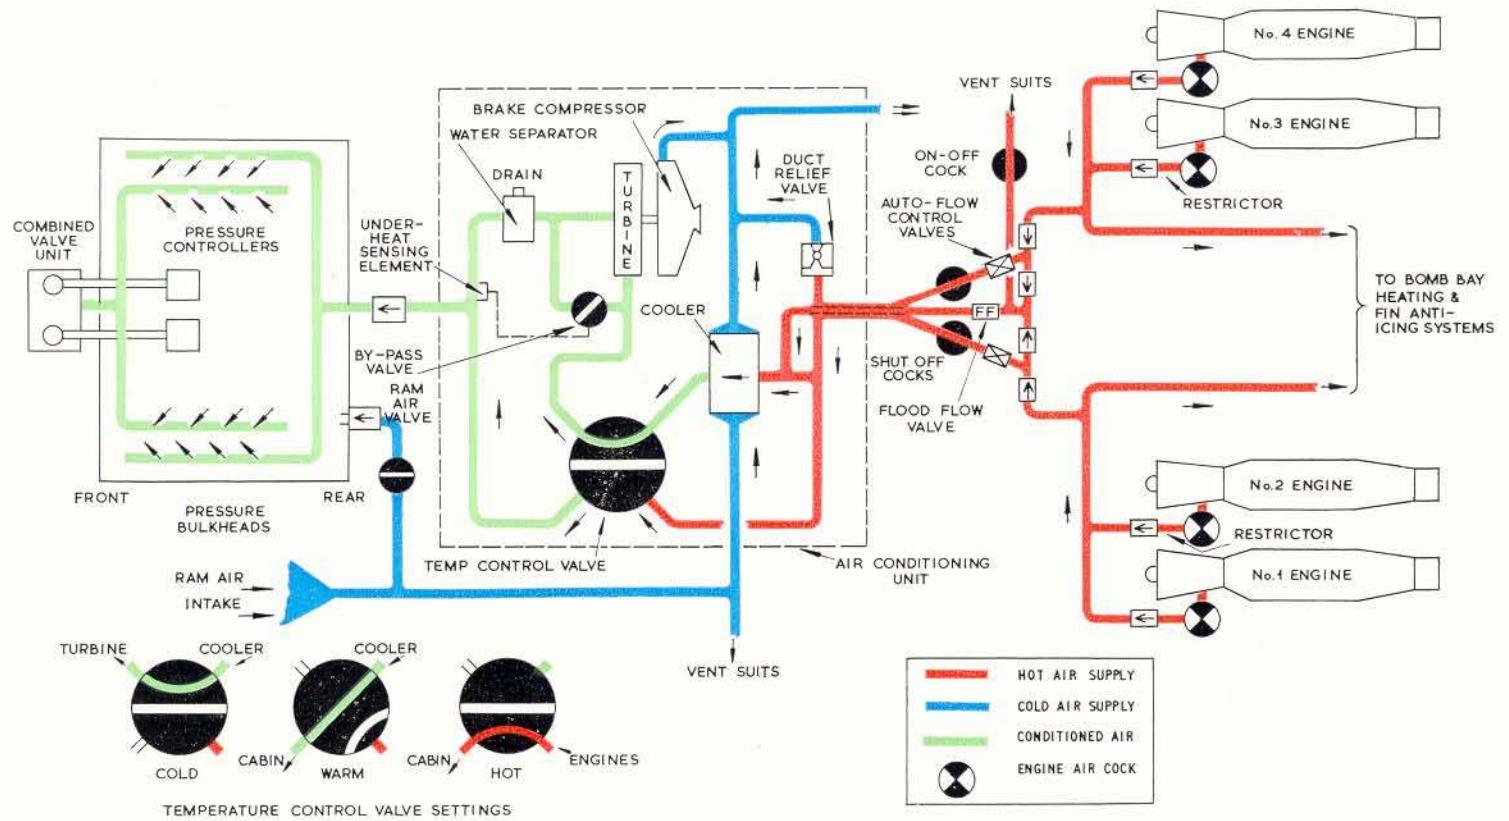 No. 4 ENGINE
VENT SUITS
BRAKE COMPRESSOR
WATER SEPARATOR
No.3 ENGINE
ON-OFF
COCK
DUCT
RELIEF
VALVE
DRAIN
TURBINE
RESTRICTOR
AUTO-FLOW
CONTROL
VALVES
COMBINED
VALVE
UNIT
PRESSURE
CONTROLLERS
UNDER-
HEAT
SENSING
ELEMENT
TO BOMB BAY
HEATING &
FIN ANTI-
ICING SYSTEMS
COOLER
FF
BY-PASS
VALVE
SHUT OFF
COCKS
RAM
AIR
VALVE
FLOOD FLOW
VALVE
FRONT
REAR
PRESSURE
BULKHEADS
No.2 ENGINE
RESTRICTOR
TEMP CONTROL VALVE
AIR CONDITIONING
UNIT
No.1 ENGINE
RAM AIR
INTAKE
VENT SUITS
TURBINE
COOLER
COOLER
CABIN
CABIN
ENGINES
COLD
WARM
HOT
TEMPERATURE CONTROL VALVE SETTINGS
HOT AIR SUPPLY
COLD AIR SUPPLY
CONDITIONED AIR
ENGINE AIR COCK